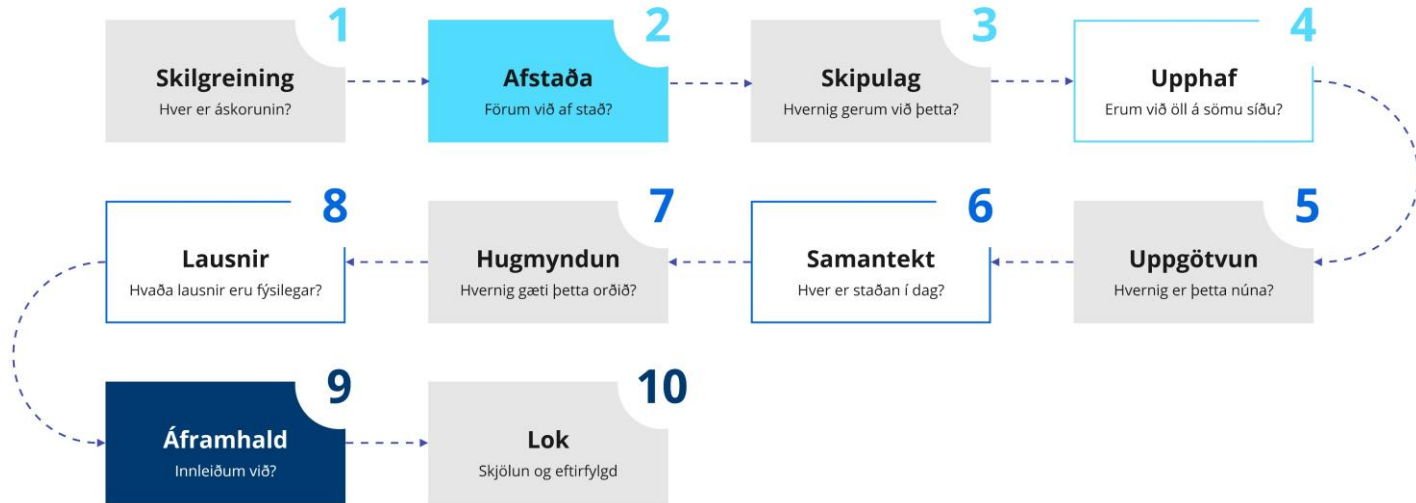 1
Skilgreining
Hver er áskorunin?
2
Afstaða
Förum við af stað?
3
Skipulag
Hvernig gerum við þetta?
4
Upphaf
Erum við öll á sömu síðu?
5
Uppgötvun
Hvernig er þetta núna?
6
Samantekt
Hver er staðan í dag?
7
Hugmyndun
Hvernig gæti þetta orðið?
8
Lausnir
Hvaða lausnir eru fýsilegar?
9
Áframhald
Innleiðum við?
10
Lok
Skjölun og eftirfylgd